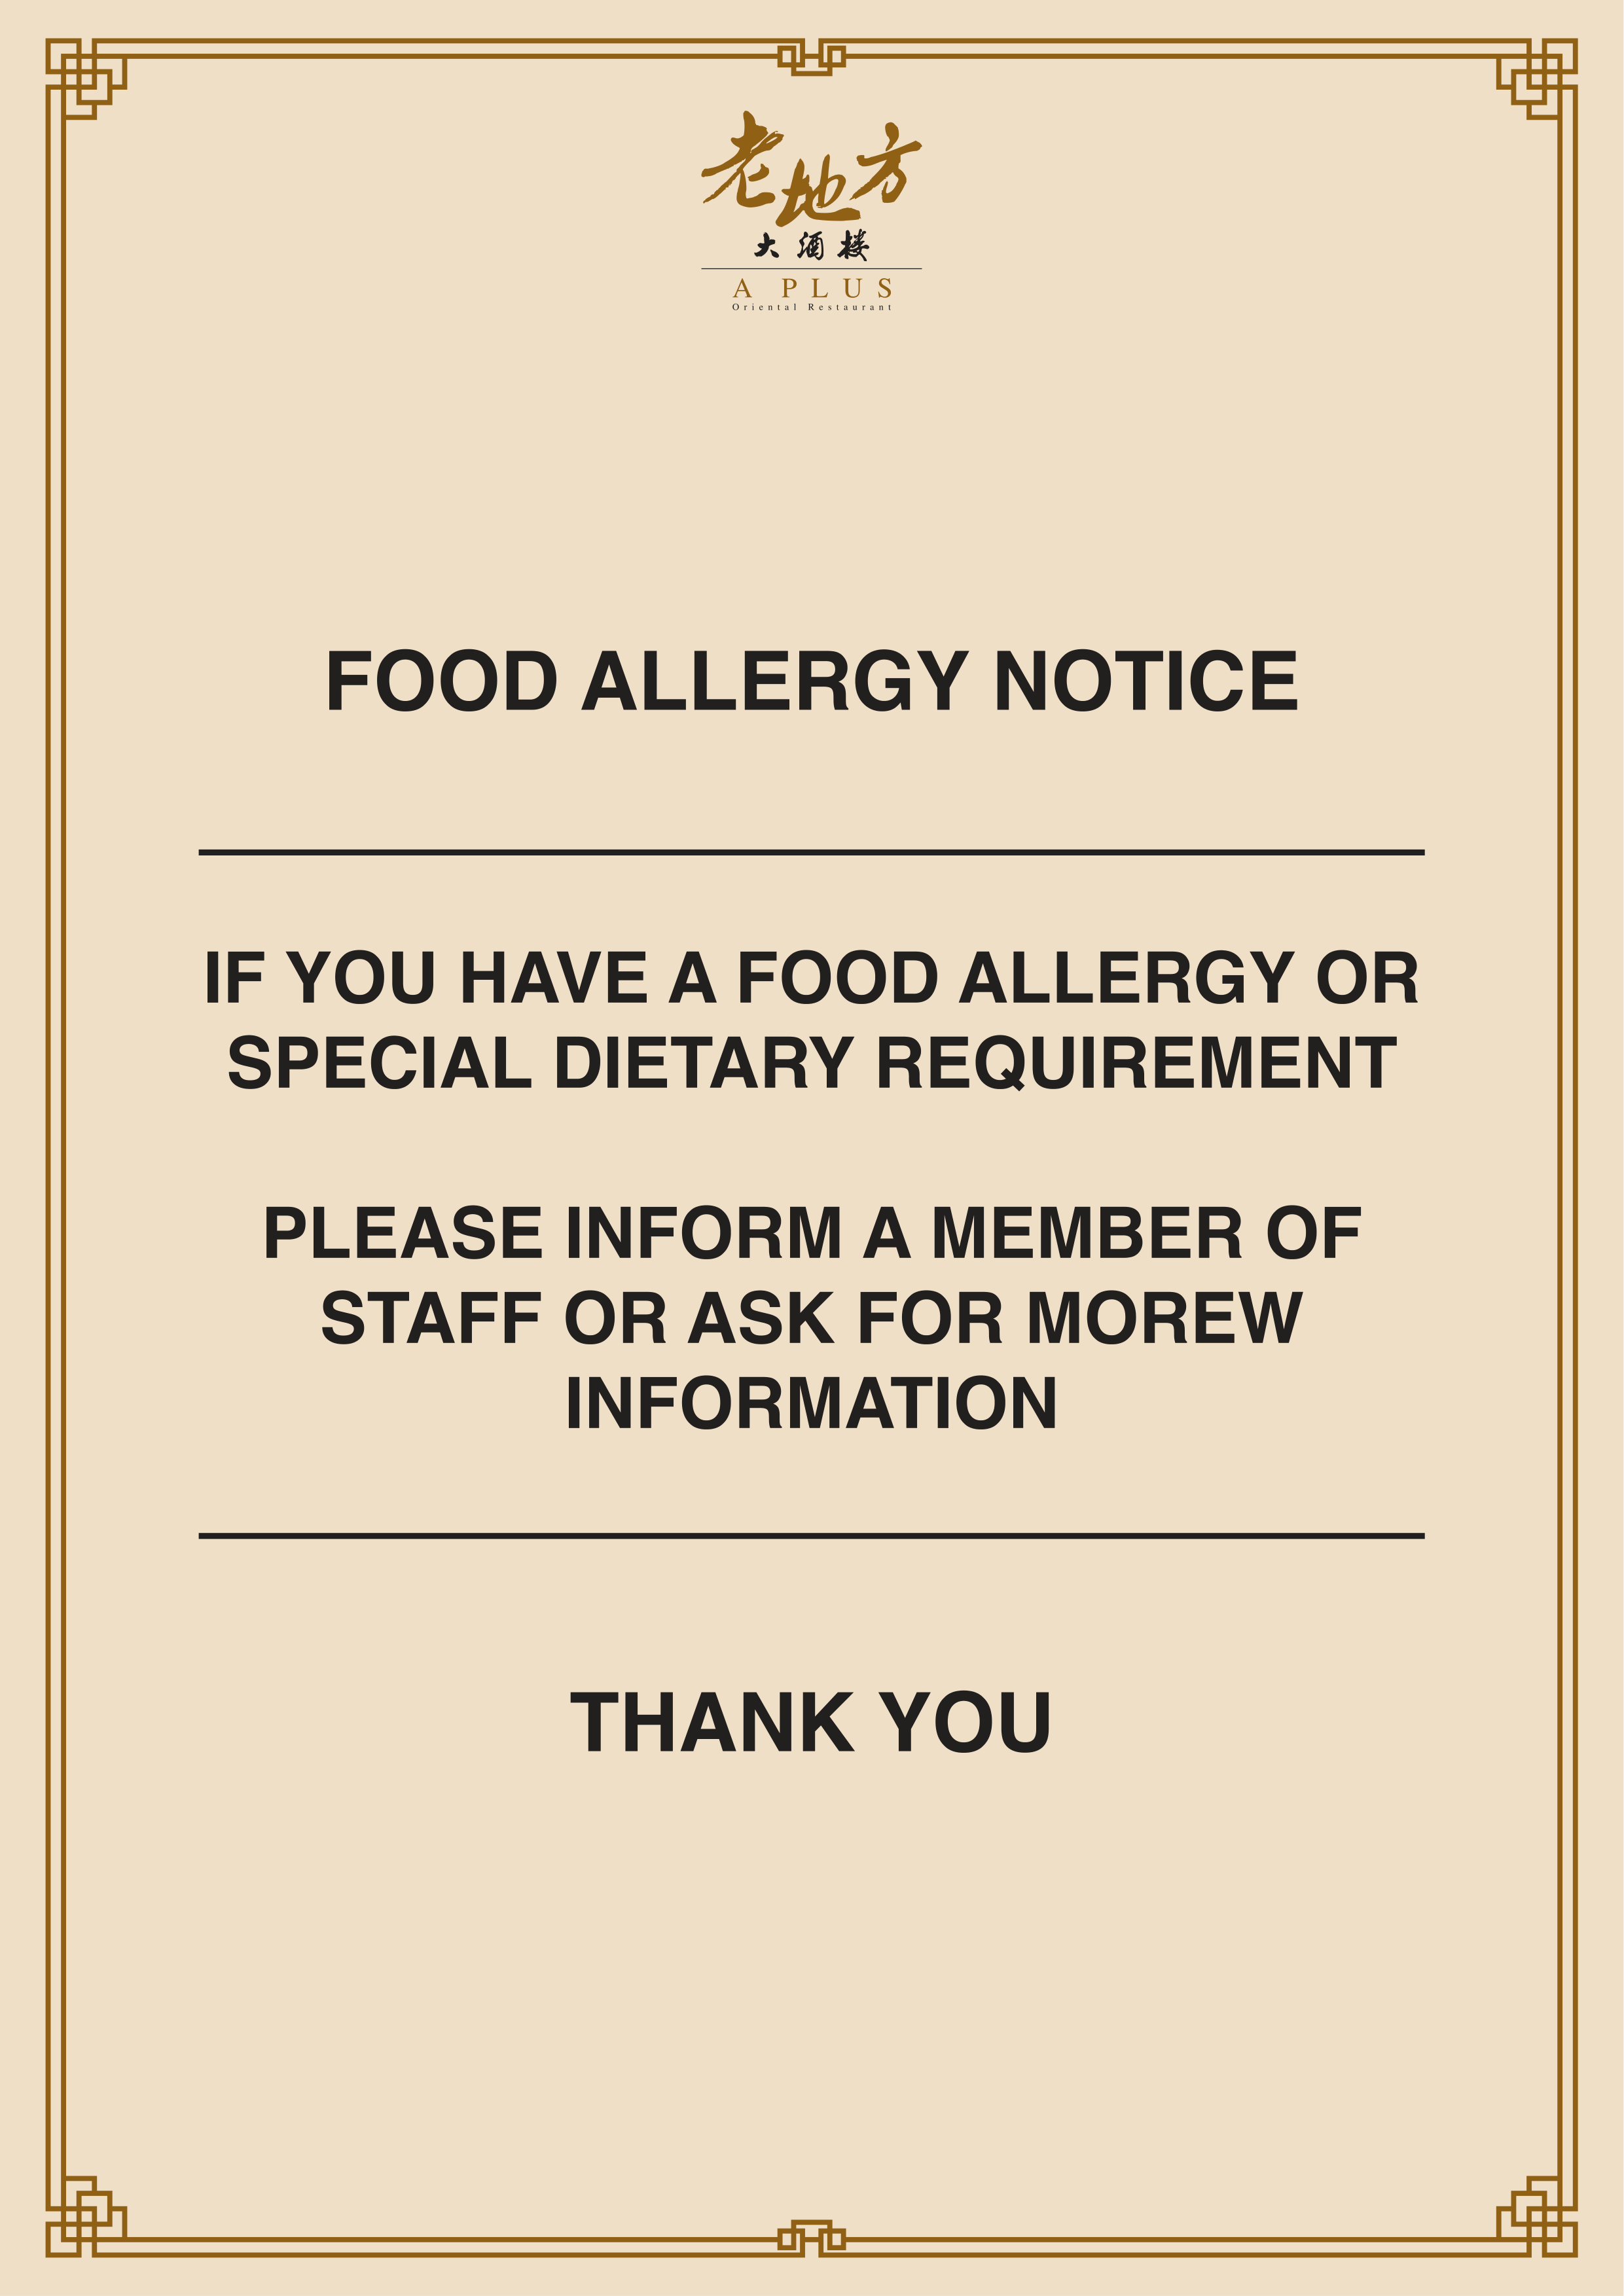 老地方
大酒楼
A PLUS
Oriental Restaurant
FOOD ALLERGY NOTICE
IF YOU HAVE A FOOD ALLERGY OR
SPECIAL DIETARY REQUIREMENT
PLEASE INFORM A MEMBER OF
STAFF OR ASK FOR MOREW
INFORMATION
THANK YOU